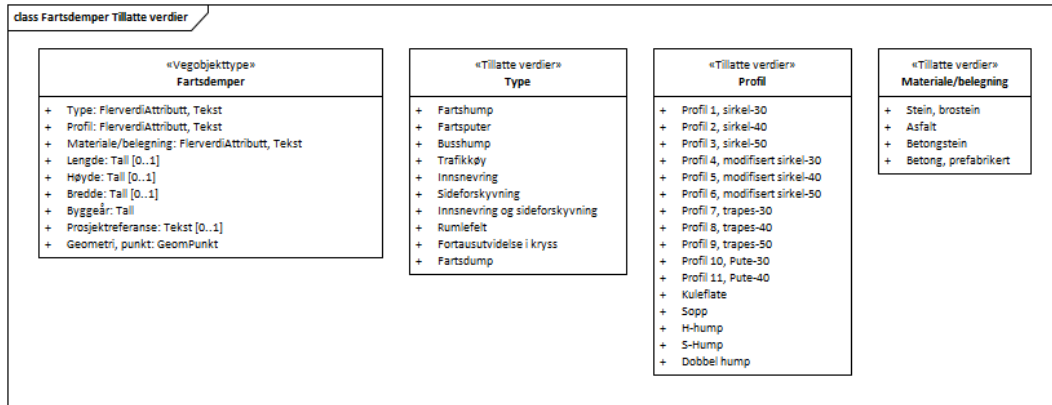 class Fartsdemper Tillatte verdier
«Vegobjekttype»
Fartsdemper
+ Type: FlerverdiAttributt, Tekst
+ Profil: FlerverdiAttributt, Tekst
+ Materiale/belegning: FlerverdiAttributt, Tekst
+ Lengde: Tall [0..1]
+ Høyde: Tall [0..1]
+ Bredde: Tall [0..1]
+ Byggeår: Tall
+ Prosjektreferanse: Tekst [0..1]
+ Geometri, punkt: GeomPunkt
«Tillatte verdier»
Type
+ Fartshump
+ Fartsputer
+ Busshump
+ Trafikkøy
+ Innsnevring
+ Sideforskyvning
+ Innsnevring og sideforskyvning
+ Rumlefelt
+ Fortausutvidelse i kryss
+ Fartsdump
«Tillatte verdier»
Profil
+ Profil 1, sirkel-30
+ Profil 2, sirkel-40
+ Profil 3, sirkel-50
+ Profil 4, modifisert sirkel-30
+ Profil 5, modifisert sirkel-40
+ Profil 6, modifisert sirkel-50
+ Profil 7, trapes-30
+ Profil 8, trapes-40
+ Profil 9, trapes-50
+ Profil 10, Pute-30
+ Profil 11, Pute-40
+ Kuleflate
+ Sopp
+ H-hump
+ S-Hump
+ Dobbel hump
«Tillatte verdier»
Materiale/belegning
+ Stein, brostein
+ Asfalt
+ Betongstein
+ Betong, prefabrikert